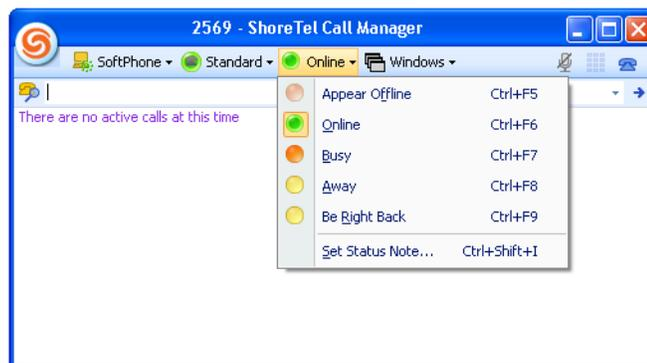 2569 - ShoreTel Call Manager
SoftPhone Standard Online Windows
There are no active calls at this time
Appear Offline Ctrl+F5
Online Ctrl+F6
Busy Ctrl+F7
Away Ctrl+F8
Be Right Back Ctrl+F9
Set Status Note... Ctrl+Shift+I